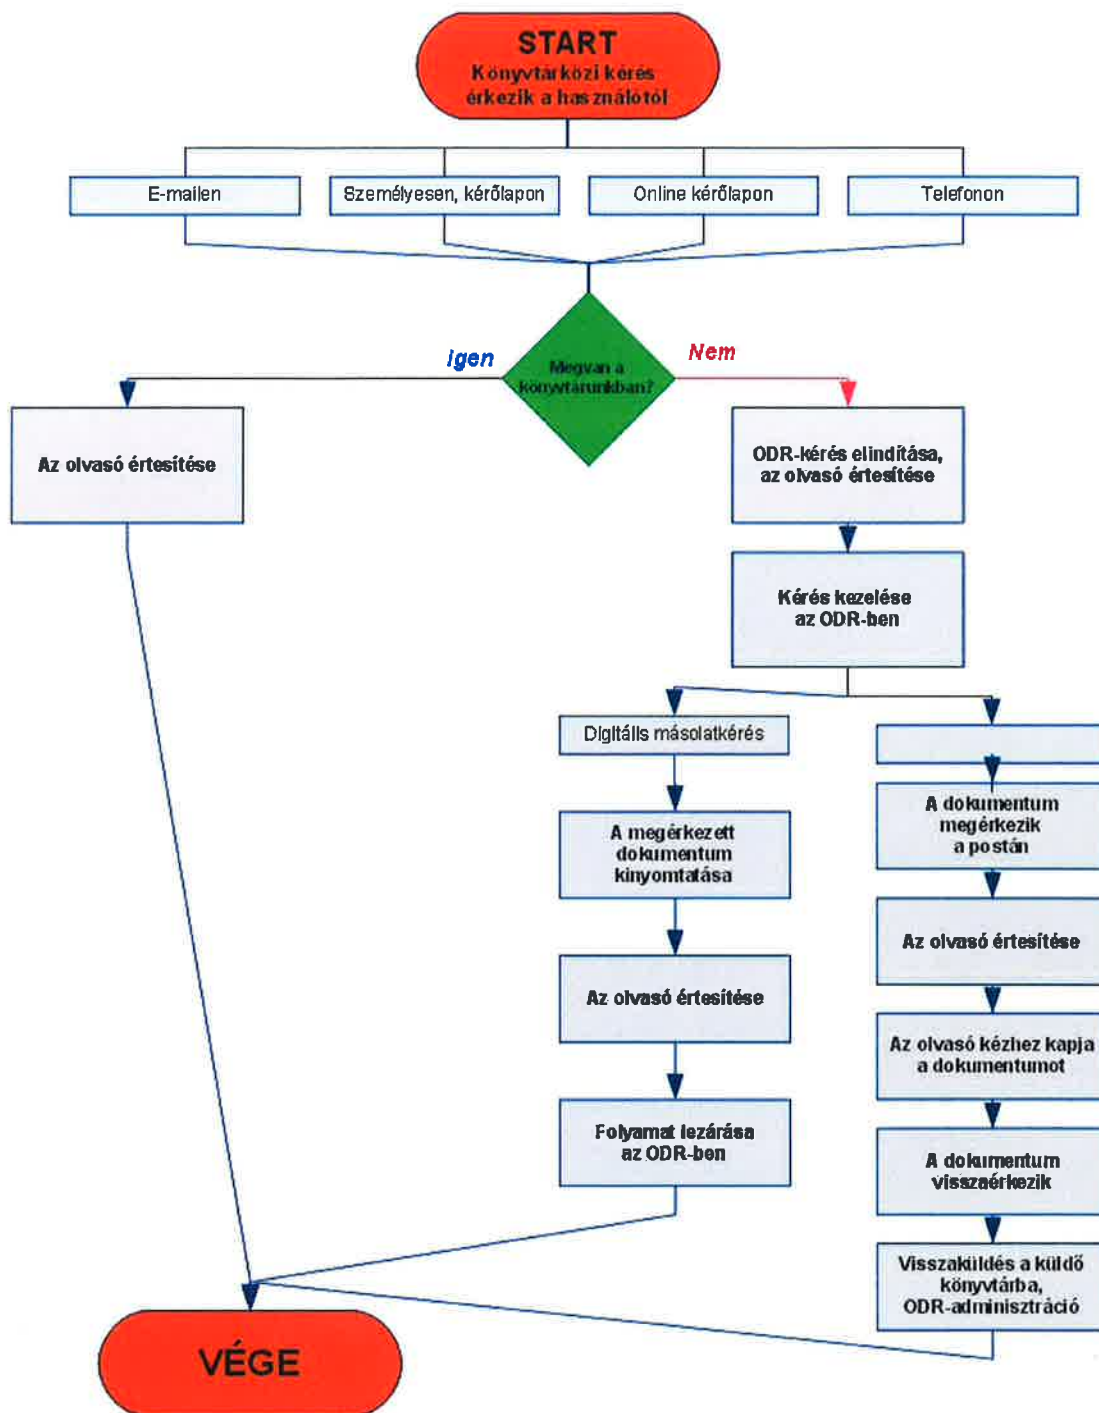 START
Könyvtárközi kérés
érkezik a használótól
E-mailen
Személyesen, kérőlapon
Online kérőlapon
Telefonon
Igen
Nem
Megvan a
könyvtárunkban?
Az olvasó értesítése
ODR-kérés elindítása,
az olvasó értesítése
Kérés kezelése
az ODR-ben
Digitális másolatkérés
A megérkezett
dokumentum
kinyomtatása
Az olvasó értesítése
Folyamat lezárása
az ODR-ben
A dokumentum
megérkezik
a postán
Az olvasó értesítése
Az olvasó kézhez kapja
a dokumentumot
A dokumentum
visszaérkezik
Visszaküldés a küldő
könyvtárba,
ODR-adminisztráció
VÉGE